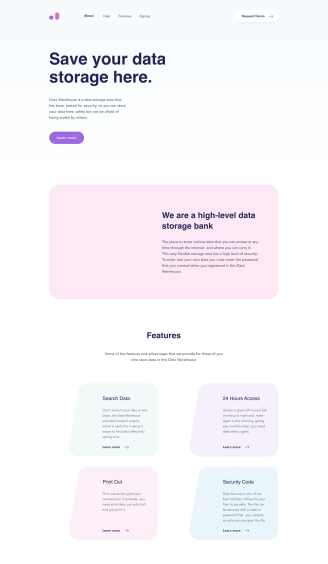 About Help Features Signup Request Demo
Save your data
storage here.
Data Warehouse is a data storage area that
has been tested for security, so you can store
your data here safely but not be afraid of
being stolen by others.
Learn more
We are a high-level data
storage bank
The place to store various data that you can access at any
time through the internet and where you can carry it.
This very flexible storage area has a high level of security.
To enter into your own data you must enter the password
that you created when you registered in this Data
Warehouse.
Features
Some of the features and advantages that we provide for those of you
who store data in this Data Warehouse.
Search Data
Don't worry if your data is very
large, the Data Warehouse
provides a search engine,
which is useful for making it
easier to find data effectively
saving time.
Learn more
24 Hours Access
Access is given 24 hours a full
morning to night and meet
again in the morning, giving
you comfort when you need
data when urgent.
Learn more
Print Out
Print out service gives you
convenience if someday you
need print data, just edit it all
and just print it.
Learn more
Security Code
Data Security is one of our
best facilities. Allows for your
files to be safer. The file can
be secured with a code or
password that you created,
so only you can open the file.
Learn more